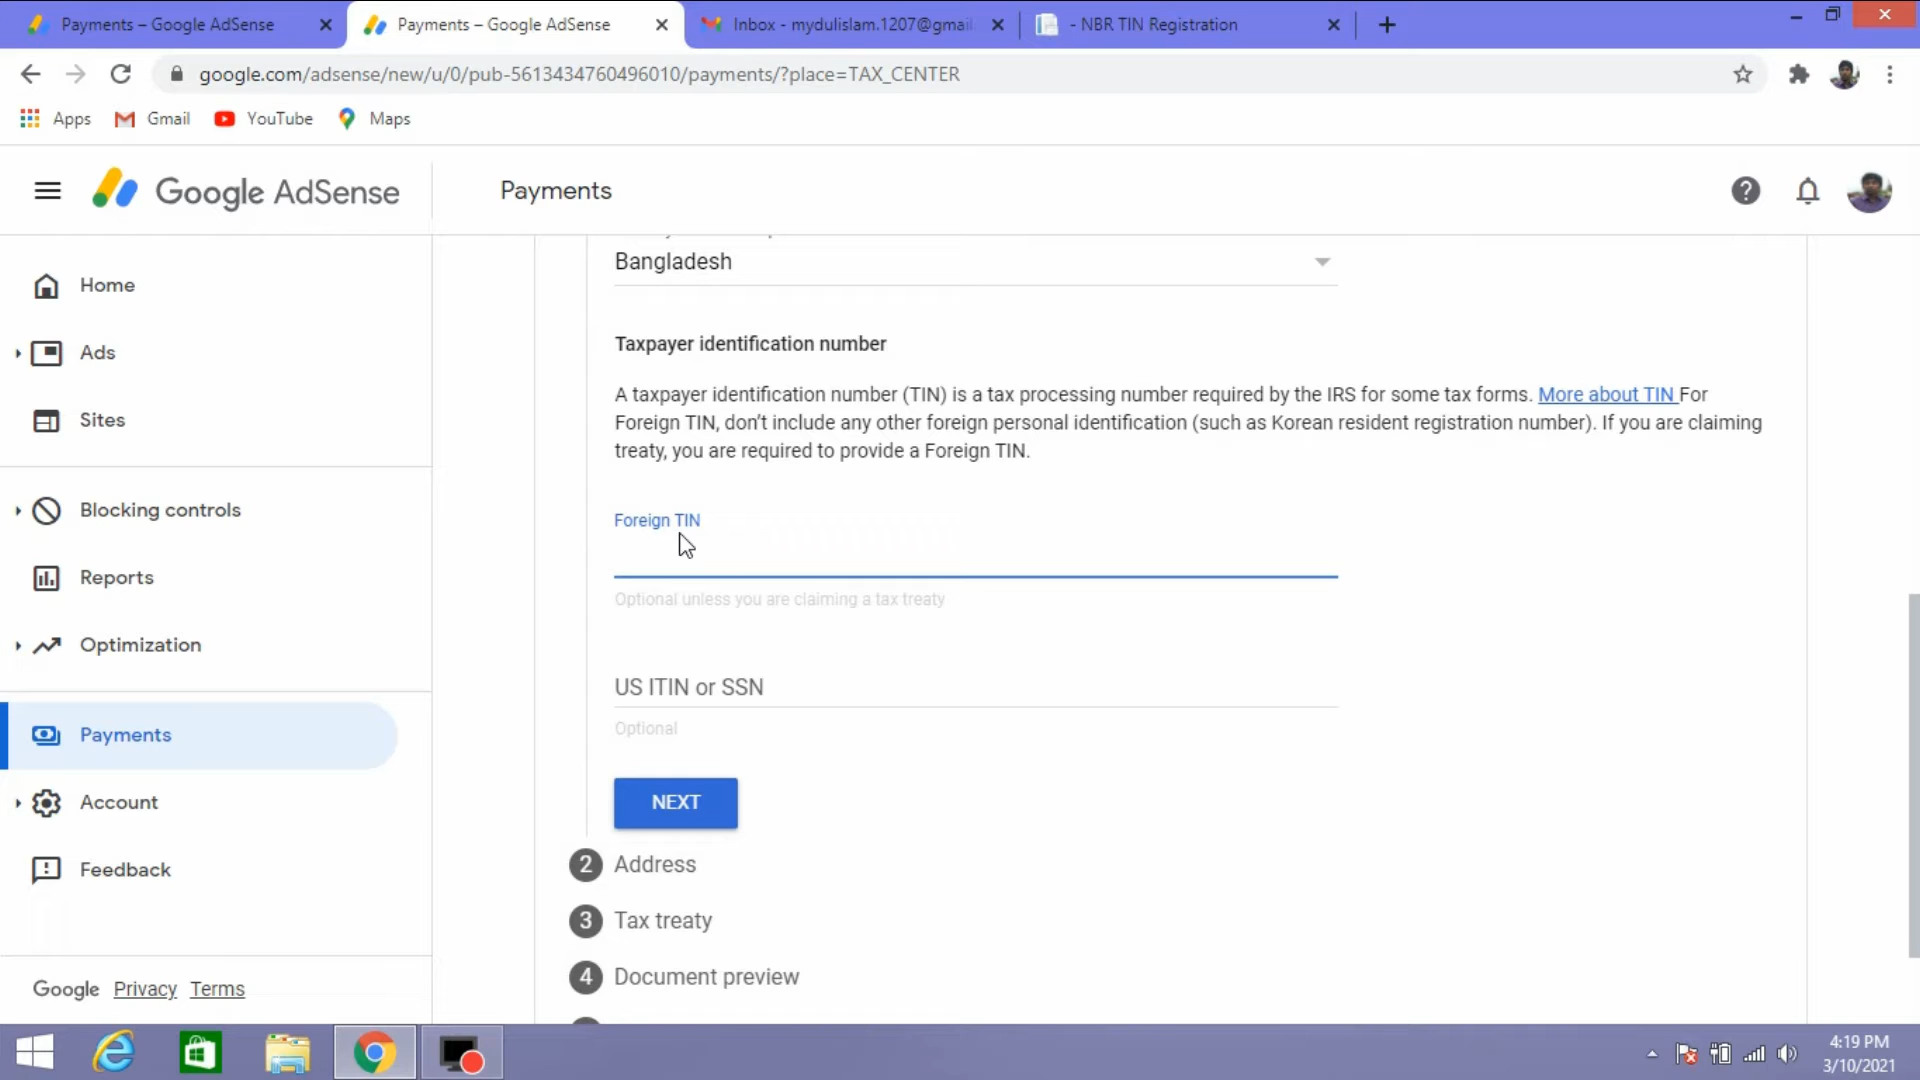 Payments – Google AdSense
Payments – Google AdSense
Inbox - mydulislam.1207@gmail
- NBR TIN Registration
google.com/adsense/new/u/0/pub-5613434760496010/payments/?place=TAX_CENTER
Apps
Gmail
YouTube
Maps
Google AdSense
Payments
Home
Ads
Sites
Blocking controls
Reports
Optimization
Payments
Account
Feedback
Google Privacy Terms
Bangladesh
Taxpayer identification number
A taxpayer identification number (TIN) is a tax processing number required by the IRS for some tax forms. More about TIN For
Foreign TIN, don't include any other foreign personal identification (such as Korean resident registration number). If you are claiming
treaty, you are required to provide a Foreign TIN.
Foreign TIN
Optional unless you are claiming a tax treaty
US ITIN or SSN
Optional
NEXT
2 Address
3 Tax treaty
4 Document preview
4:19 PM
3/10/2021